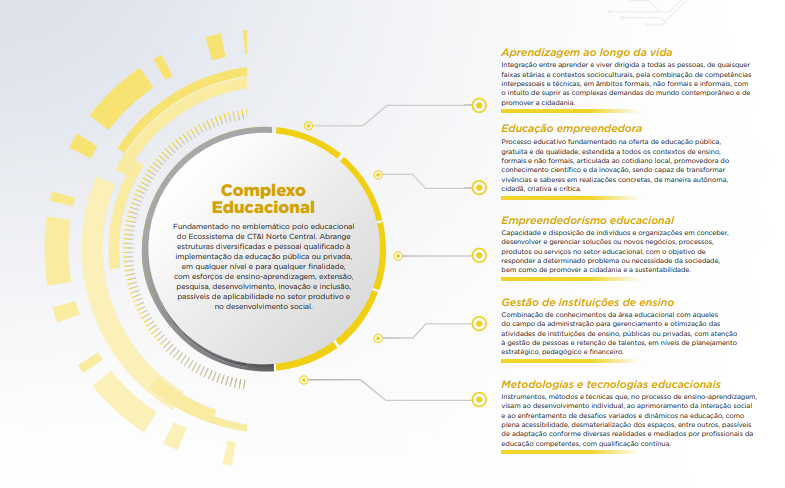 Complexo
Educacional
Fundamentado no emblemático polo educacional
do Ecossistema de CT&I Norte Central. Abrange
estruturas diversificadas e pessoal qualificado à
implementação da educação pública ou privada,
em qualquer nível e para qualquer finalidade,
com esforços de ensino-aprendizagem, extensão,
pesquisa, desenvolvimento, inovação e inclusão,
passíveis de aplicabilidade no setor produtivo e
no desenvolvimento social.
Aprendizagem ao longo da vida
Integração entre aprender e viver dirigida a todas as pessoas, de quaisquer
faixas etárias e contextos socioculturais, pela combinação de competências
interpessoais e técnicas, em âmbitos formais, não formais e informais, com
o intuito de suprir as complexas demandas do mundo contemporâneo e de
promover a cidadania.
Educação empreendedora
Processo educativo fundamentado na oferta de educação pública,
gratuita e de qualidade, estendida a todos os contextos de ensino,
formais e não formais, articulada ao cotidiano local, promovedora do
conhecimento científico e da inovação, sendo capaz de transformar
vivências e saberes em realizações concretas, de maneira autônoma,
cidadã, criativa e crítica.
Empreendedorismo educacional
Capacidade e disposição de indivíduos e organizações em conceber,
desenvolver e gerenciar soluções ou novos negócios, processos,
produtos ou serviços no setor educacional, com o objetivo de
responder a determinado problema ou necessidade da sociedade,
bem como de promover a cidadania e a sustentabilidade.
Gestão de instituições de ensino
Combinação de conhecimentos da área educacional com aqueles
do campo da administração para gerenciamento e otimização das
atividades de instituições de ensino, públicas ou privadas, com atenção
à gestão de pessoas e retenção de talentos, em níveis de planejamento
estratégico, pedagógico e financeiro.
Metodologias e tecnologias educacionais
Instrumentos, métodos e técnicas que, no processo de ensino-aprendizagem,
visam ao desenvolvimento individual, ao aprimoramento da interação social
e ao enfrentamento de desafios variados e dinâmicos na educação, como
plena acessibilidade, desmaterialização dos espaços, entre outros, passíveis
de adaptação conforme diversas realidades e mediados por profissionais da
educação competentes, com qualificação contínua.